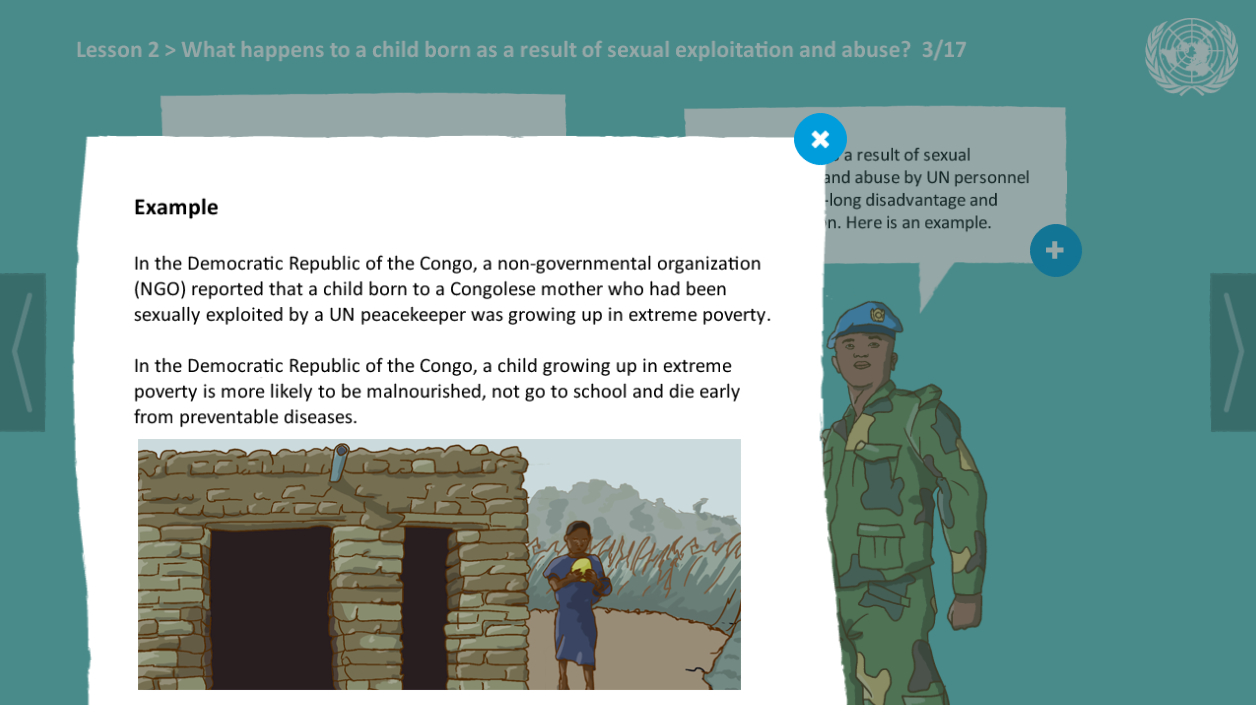 Lesson 2 > What happens to a child born as a result of sexual exploitation and abuse? 3/17
Example
In the Democratic Republic of the Congo, a non-governmental organization
(NGO) reported that a child born to a Congolese mother who had been
sexually exploited by a UN peacekeeper was growing up in extreme poverty.
In the Democratic Republic of the Congo, a child growing up in extreme
poverty is more likely to be malnourished, not go to school and die early
from preventable diseases.
a result of sexual
and abuse by UN personnel
-long disadvantage and
Here is an example.